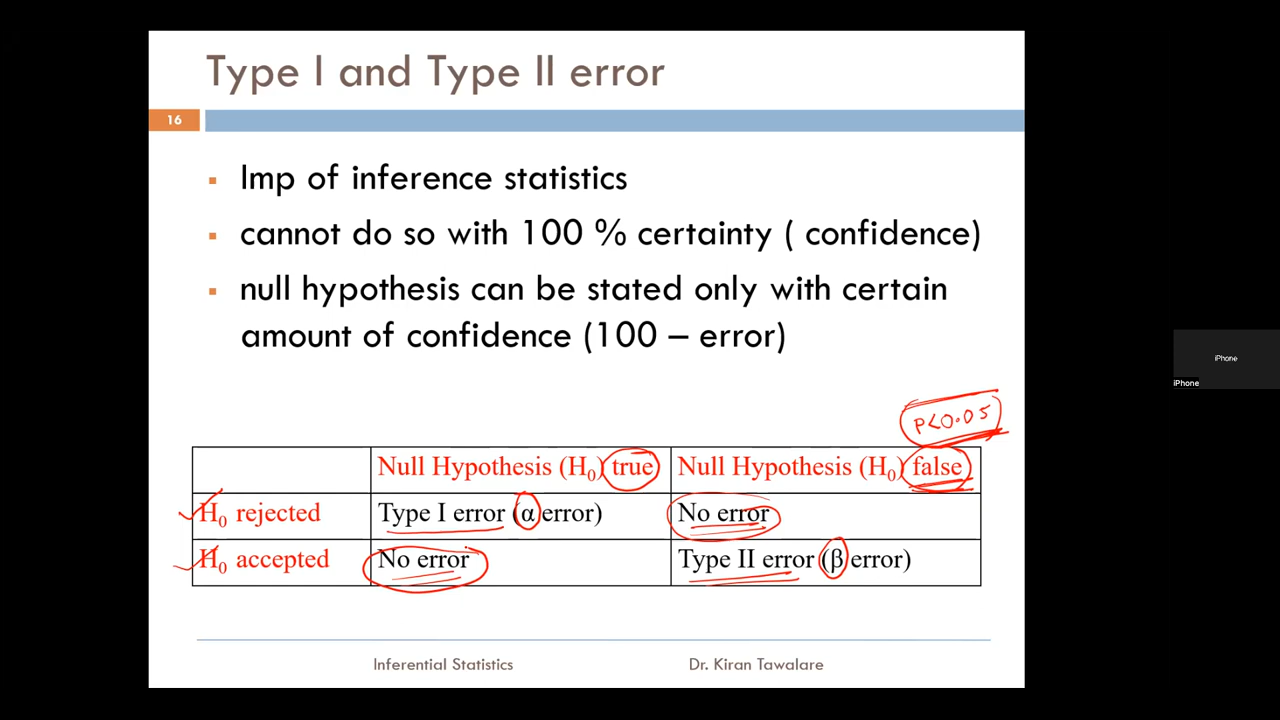 Type I and Type II error
16
▪ Imp of inference statistics
▪ cannot do so with 100 % certainty ( confidence)
▪ null hypothesis can be stated only with certain
amount of confidence (100 – error)
iPhone
iPhone
P<0.05
Null Hypothesis (H₀) true Null Hypothesis (H₀) false
H₀ rejected Type I error (α error) No error
H₀ accepted No error Type II error (β error)
Inferential Statistics Dr. Kiran Tawalare